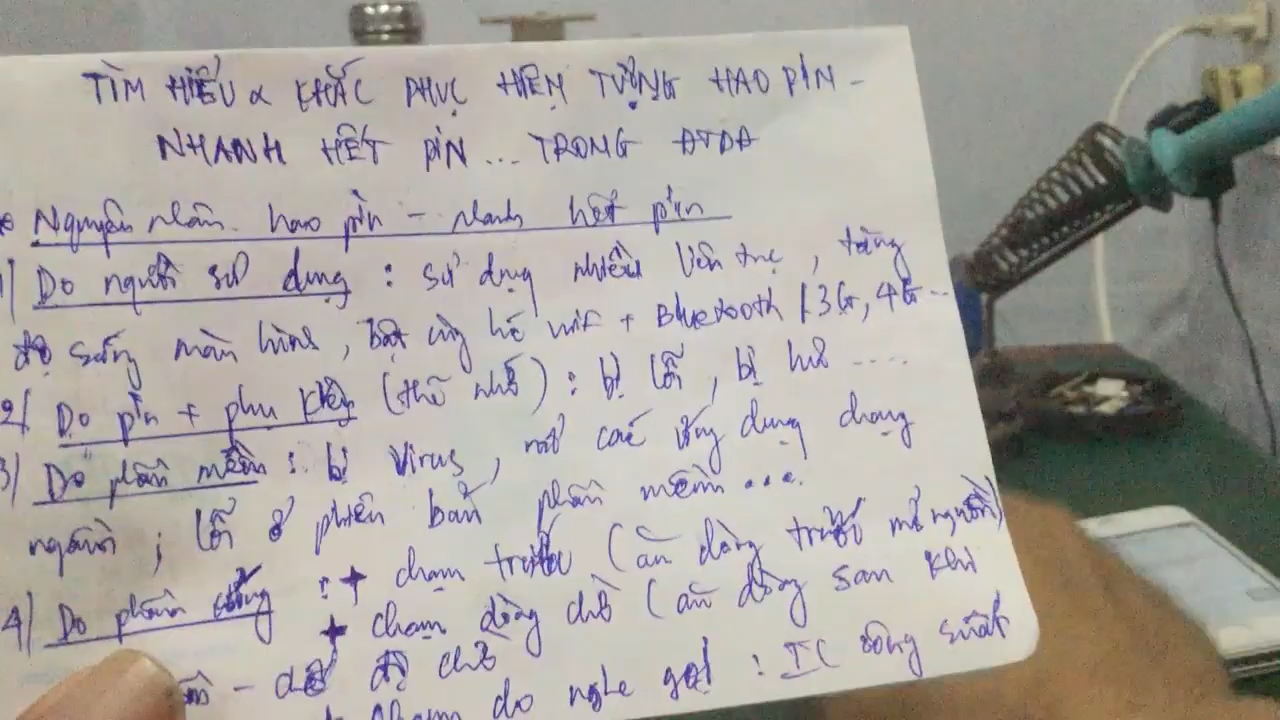 TÌM HIỂU & KHẮC PHỤC HIỆN TƯỢNG HAO PIN -
NHANH HẾT PIN... TRONG ĐTDĐ
Nguyên nhân hao pin - nhanh hết pin
1/ Do người sử dụng : sử dụng nhiều liên tục, tăng
độ sáng màn hình, bật cùng lúc wifi + Bluetooth /3G, 4G...
2/ Do pin + phụ kiện (thẻ nhớ) : bị lỗi, bị hư ....
3/ Do phần mềm : bị Virus, mở các ứng dụng chạy
ngầm ; lỗi ở phiên bản phần mềm...
4/ Do phần cứng : + chạm trước (ăn dòng trước mở nguồn)
+ chạm dòng chờ (ăn dòng sau khi
- chế độ chờ
do nghe gọi : IC công suất